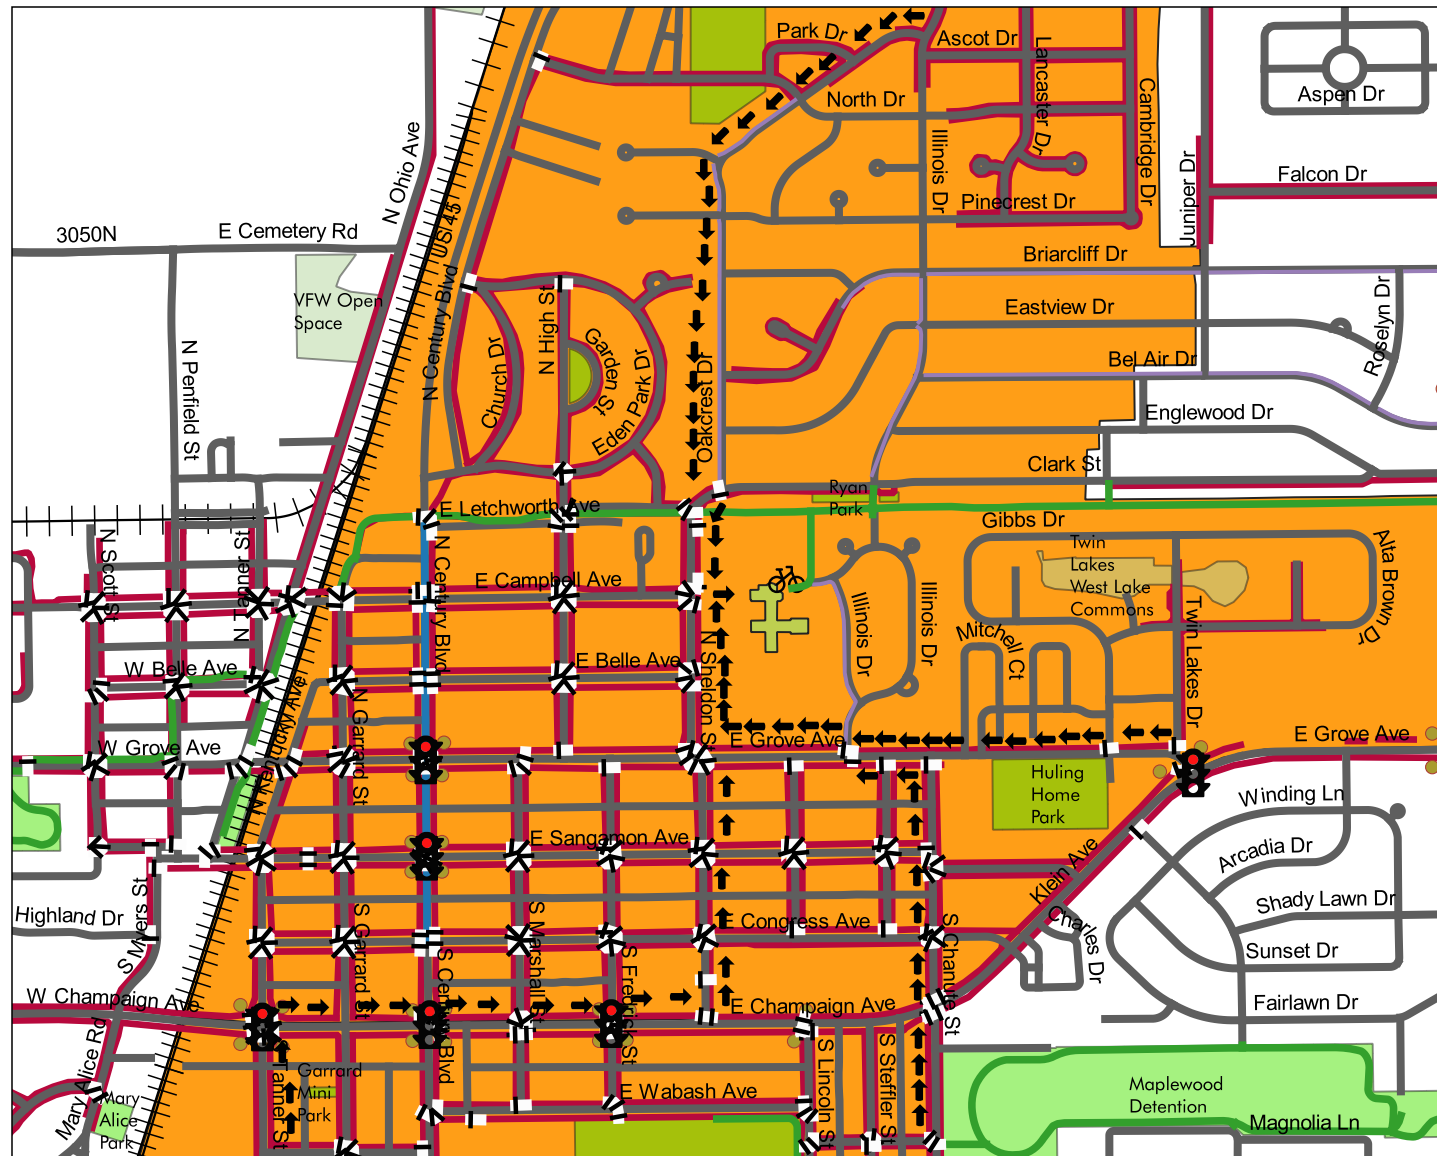 Park Dr
Ascot Dr
Lancaster Dr
Aspen Dr
North Dr
Cambridge Dr
N Ohio Ave
Illinois Dr
Juniper Dr
Falcon Dr
Pinecrest Dr
US 45
3050N
E Cemetery Rd
Briarcliff Dr
VFW Open
Space
N Century Blvd
N High St
Eastview Dr
Roselyn Dr
N Penfield St
Church Dr
Garden St
Eden Park Dr
Oakcrest Dr
Bel Air Dr
Englewood Dr
Clark St
Ryan
Park
E Letchworth Ave
Gibbs Dr
N Scott St
N Tanner St
N Century Blvd
E Campbell Ave
Twin
Lakes
West Lake
Commons
Alta Brown Dr
Illinois Dr
Illinois Dr
Mitchell Ct
Twin Lakes Dr
W Belle Ave
E Belle Ave
N Sheldon St
N Kentucky Ave
N Garrard St
W Grove Ave
E Grove Ave
E Grove Ave
Huling
Home
Park
Winding Ln
E Sangamon Ave
Arcadia Dr
Klein Ave
Shady Lawn Dr
Highland Dr
S Myers St
S Garrard St
S Marshall St
E Congress Ave
S Chanute St
Charles Dr
Sunset Dr
S Century Blvd
S Fredrick St
W Champaign Ave
E Champaign Ave
Fairlawn Dr
Mary Alice Rd
S Tanner St
Garrard
Mini
Park
E Wabash Ave
S Lincoln St
S Steffler St
Maplewood
Detention
Mary
Alice
Park
Magnolia Ln